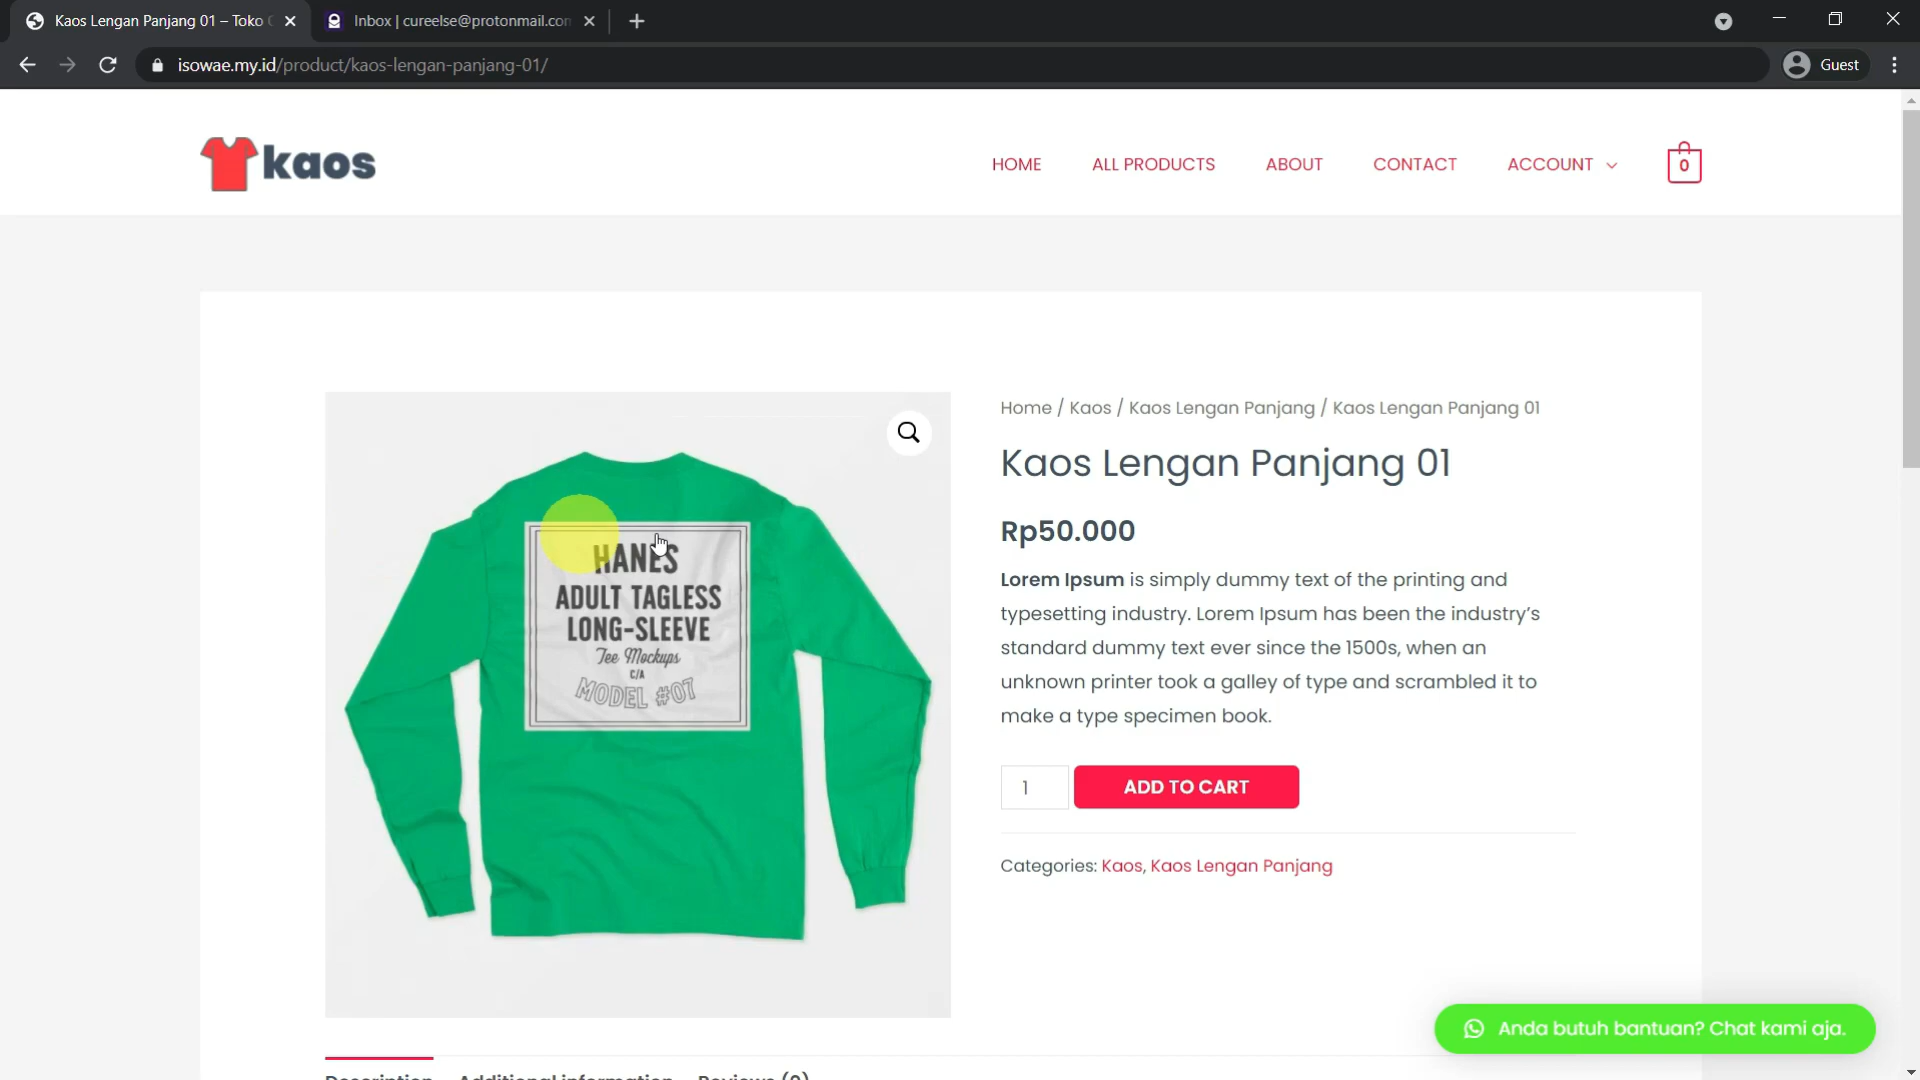 Kaos Lengan Panjang 01 – Toko
Inbox | cureelse@protonmail.con
isowae.my.id/product/kaos-lengan-panjang-01/
Guest
kaos
HOME
ALL PRODUCTS
ABOUT
CONTACT
ACCOUNT
0
Home / Kaos / Kaos Lengan Panjang / Kaos Lengan Panjang 01
Kaos Lengan Panjang 01
Rp50.000
Lorem Ipsum is simply dummy text of the printing and
typesetting industry. Lorem Ipsum has been the industry's
standard dummy text ever since the 1500s, when an
unknown printer took a galley of type and scrambled it to
make a type specimen book.
1
ADD TO CART
Categories: Kaos, Kaos Lengan Panjang
HANES
ADULT TAGLESS
LONG-SLEEVE
Tee Mockups
C/A
MODEL #07
Anda butuh bantuan? Chat kami aja.
Description
Additional information
Reviews (0)